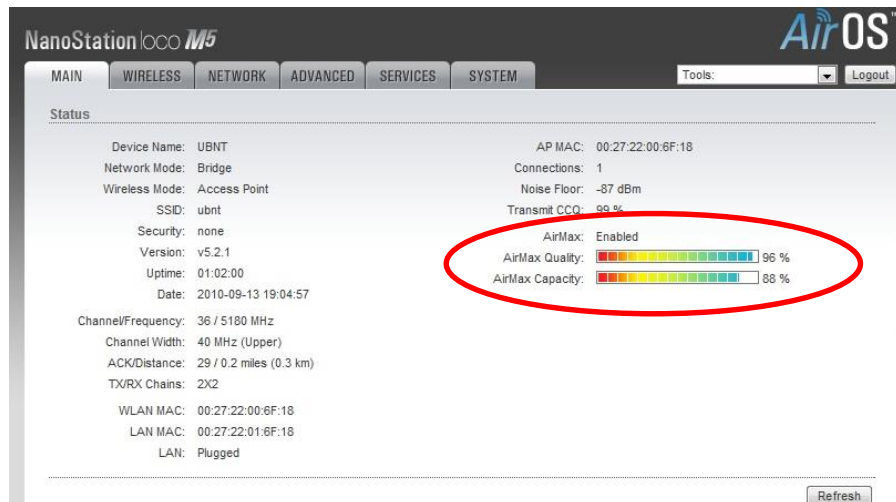 NanoStation loco M5
AirOS™
MAIN WIRELESS NETWORK ADVANCED SERVICES SYSTEM Tools: Logout
Status
Device Name: UBNT
Network Mode: Bridge
Wireless Mode: Access Point
SSID: ubnt
Security: none
Version: v5.2.1
Uptime: 01:02:00
Date: 2010-09-13 19:04:57
Channel/Frequency: 36 / 5180 MHz
Channel Width: 40 MHz (Upper)
ACK/Distance: 29 / 0.2 miles (0.3 km)
TX/RX Chains: 2X2
WLAN MAC: 00:27:22:00:6F:18
LAN MAC: 00:27:22:01:6F:18
LAN: Plugged
AP MAC: 00:27:22:00:6F:18
Connections: 1
Noise Floor: -87 dBm
Transmit CCQ: 99 %
AirMax: Enabled
AirMax Quality: 96 %
AirMax Capacity: 88 %
Refresh